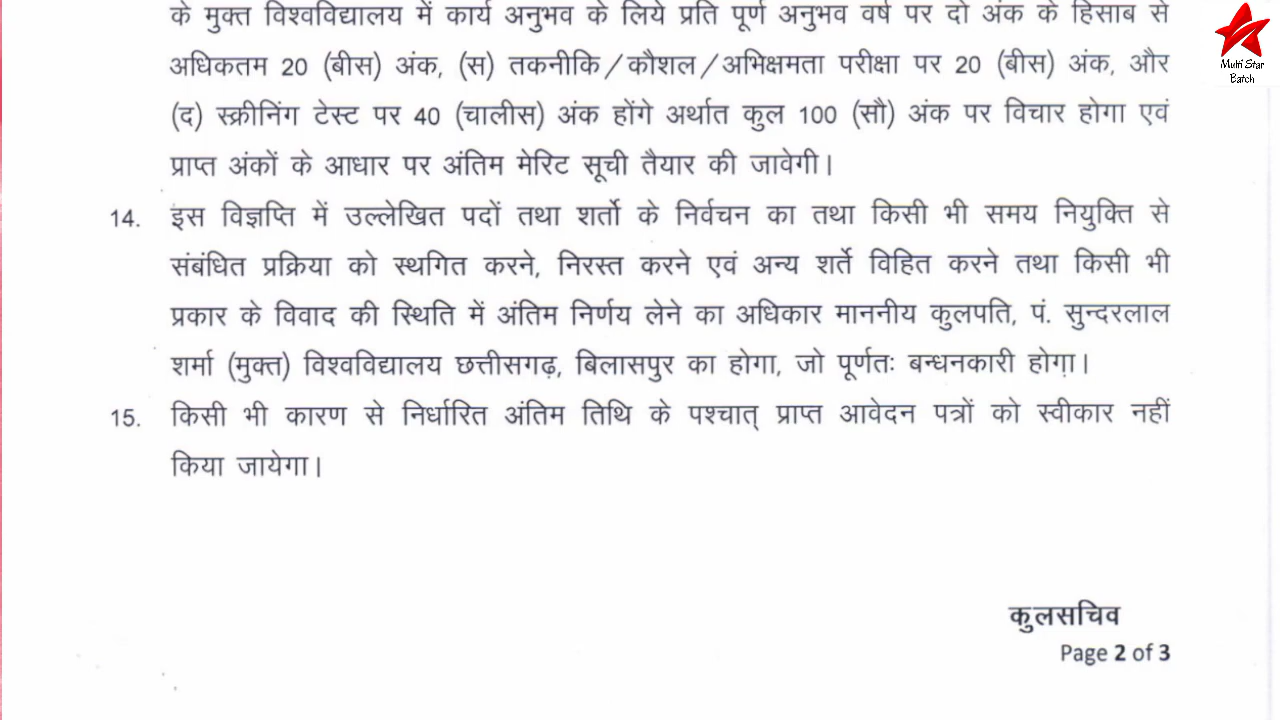 के मुक्त विश्वविद्यालय में कार्य अनुभव के लिये प्रति पूर्ण अनुभव वर्ष पर दो अंक के हिसाब से
अधिकतम 20 (बीस) अंक, (स) तकनीकि/कौशल/अभिक्षमता परीक्षा पर 20 (बीस) अंक, और
(द) स्क्रीनिंग टेस्ट पर 40 (चालीस) अंक होंगे अर्थात कुल 100 (सौ) अंक पर विचार होगा एवं
प्राप्त अंकों के आधार पर अंतिम मेरिट सूची तैयार की जावेगी।
14. इस विज्ञप्ति में उल्लेखित पदों तथा शर्तो के निर्वचन का तथा किसी भी समय नियुक्ति से
संबंधित प्रक्रिया को स्थगित करने, निरस्त करने एवं अन्य शर्ते विहित करने तथा किसी भी
प्रकार के विवाद की स्थिति में अंतिम निर्णय लेने का अधिकार माननीय कुलपति, पं. सुन्दरलाल
शर्मा (मुक्त) विश्वविद्यालय छत्तीसगढ़, बिलासपुर का होगा, जो पूर्णतः बन्धनकारी होगा।
15. किसी भी कारण से निर्धारित अंतिम तिथि के पश्चात् प्राप्त आवेदन पत्रों को स्वीकार नहीं
किया जायेगा।
कुलसचिव
Page 2 of 3
Mutti Star
Batch